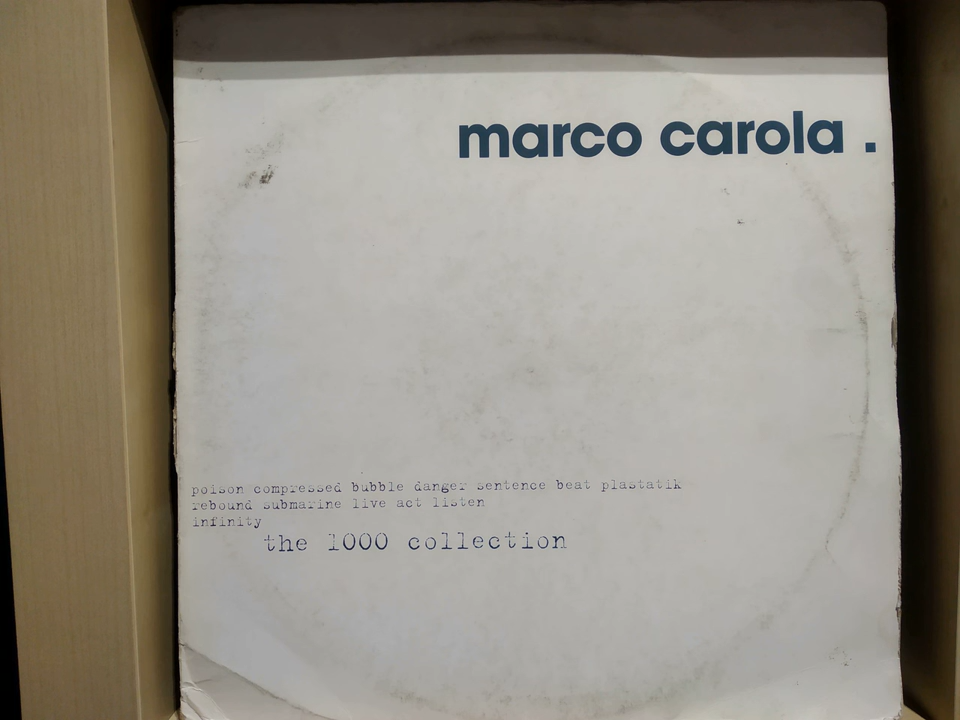 marco carola .
poison compressed bubble danger sentence beat plastatik
rebound submarine live act listen
infinity
the 1000 collection